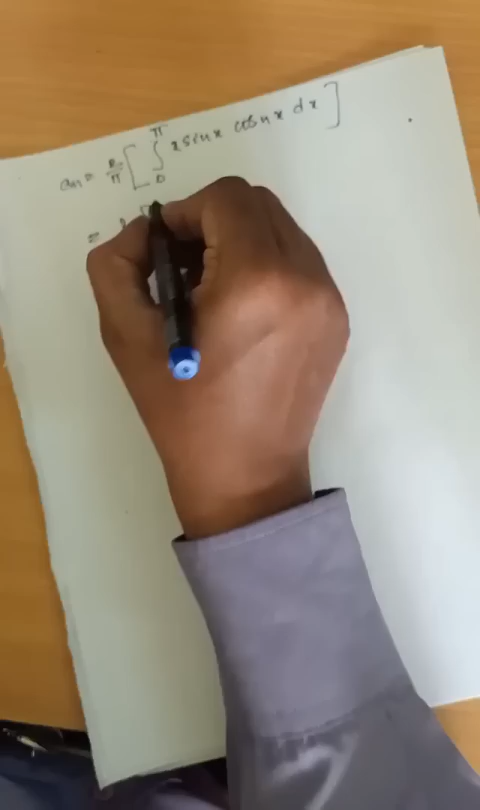 an = 2/π [ ∫₀^π x sin x cos nx dx ]
=